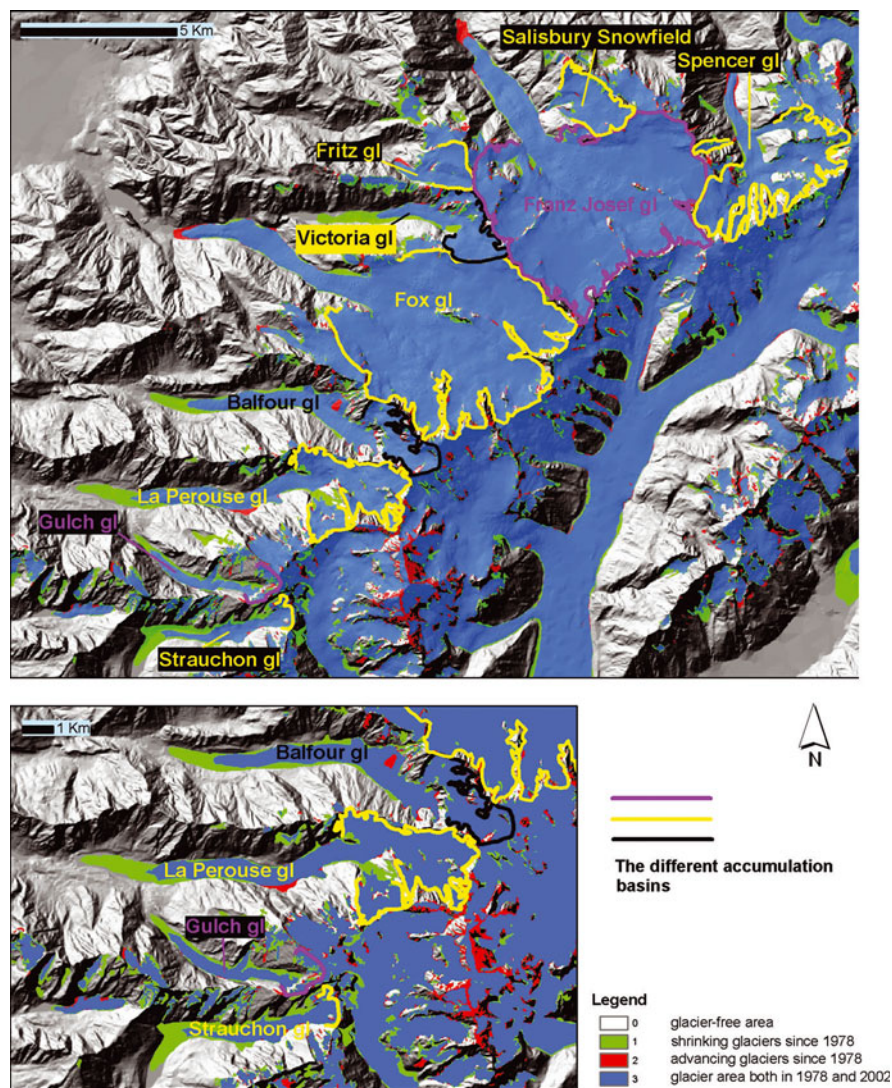 5 Km
Salisbury Snowfield
Spencer gl
Fritz gl
Franz Josef gl
Victoria gl
Fox gl
Balfour gl
La Perouse gl
Gulch gl
Strauchon gl
1 Km
Balfour gl
La Perouse gl
Gulch gl
Strauchon gl
N
The different accumulation
basins
Legend
0 glacier-free area
1 shrinking glaciers since 1978
2 advancing glaciers since 1978
3 glacier area both in 1978 and 2002